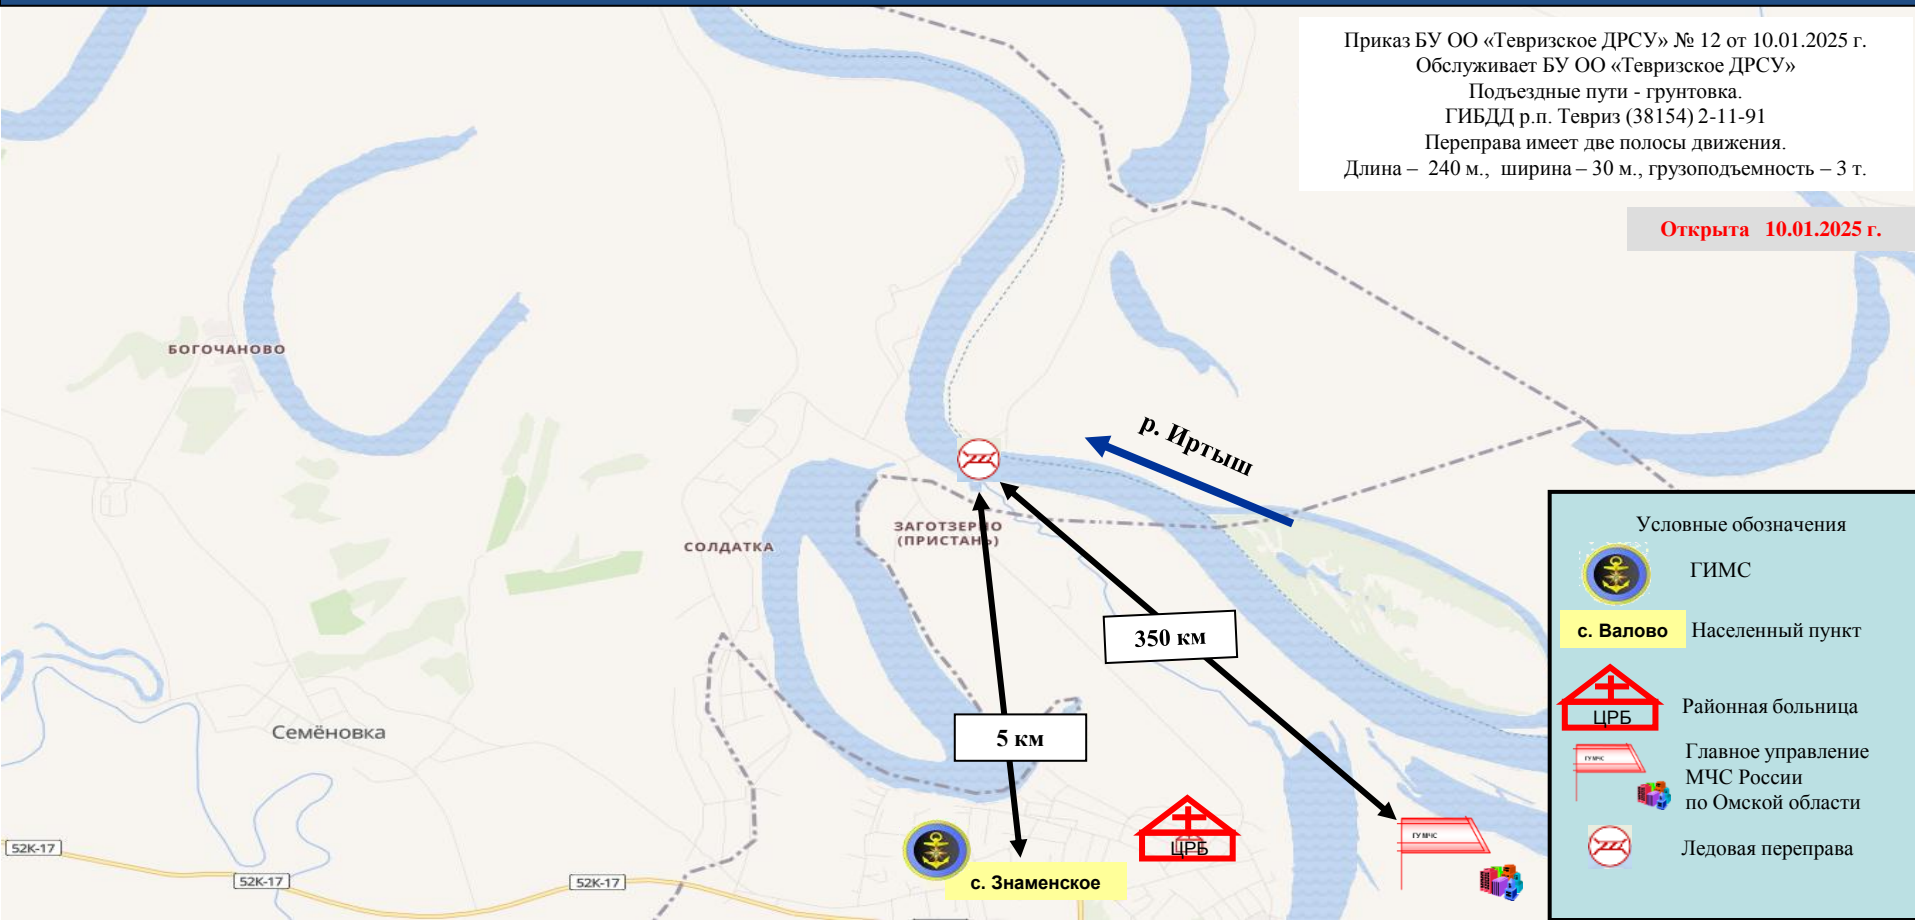 Приказ БУ ОО «Тевризское ДРСУ» № 12 от 10.01.2025 г.
Обслуживает БУ ОО «Тевризское ДРСУ»
Подъездные пути - грунтовка.
ГИБДД р.п. Тевриз (38154) 2-11-91
Переправа имеет две полосы движения.
Длина – 240 м., ширина – 30 м., грузоподъемность – 3 т.
Открыта 10.01.2025 г.
БОГОЧАНОВО
р. Иртыш
ЗАГОТЗЕРНО
(ПРИСТАНЬ)
СОЛДАТКА
350 км
5 км
Семёновка
52К-17
52К-17
52К-17
ЦРБ
с. Знаменское
ГУ МЧС
Условные обозначения
ГИМС
с. Валово
Населенный пункт
ЦРБ
Районная больница
ГУ МЧС
Главное управление
МЧС России
по Омской области
Ледовая переправа